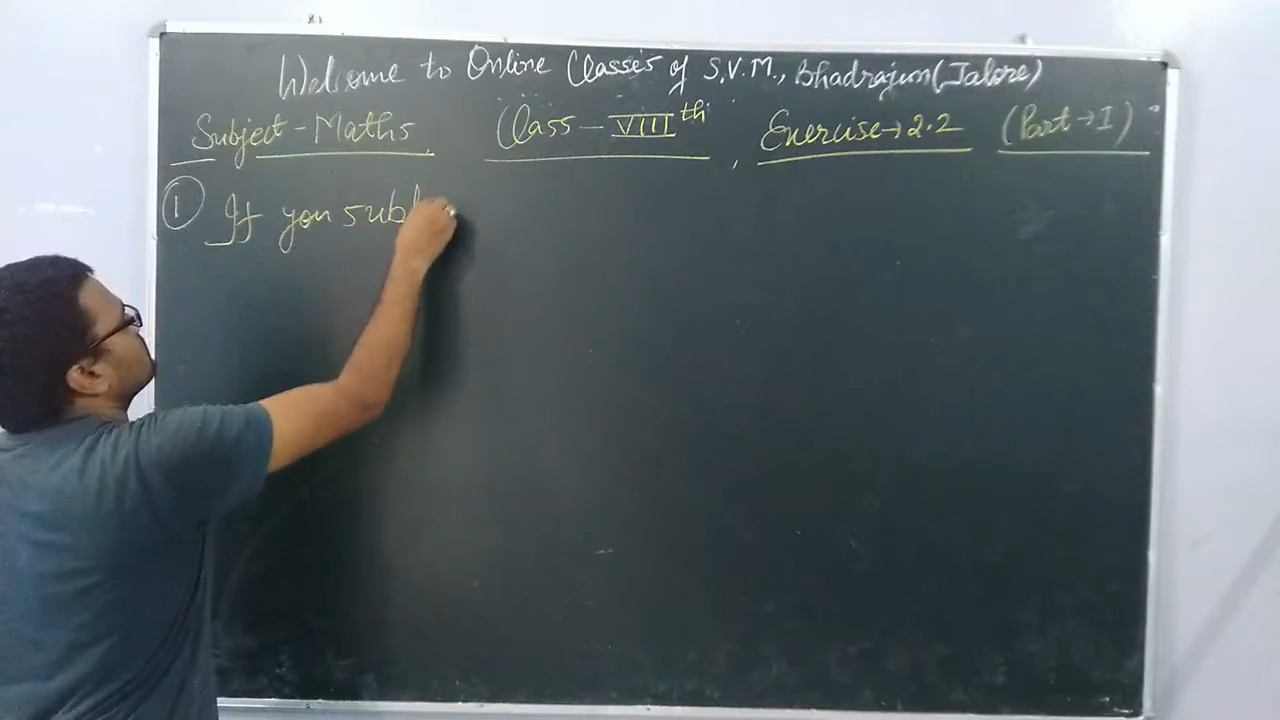 Welcome to Online Classes of S.V.M., Bhadrajun (Jalore)
Subject - Maths, Class - VIIIth, Exercise → 2.2 (Part → I)
① If you subt